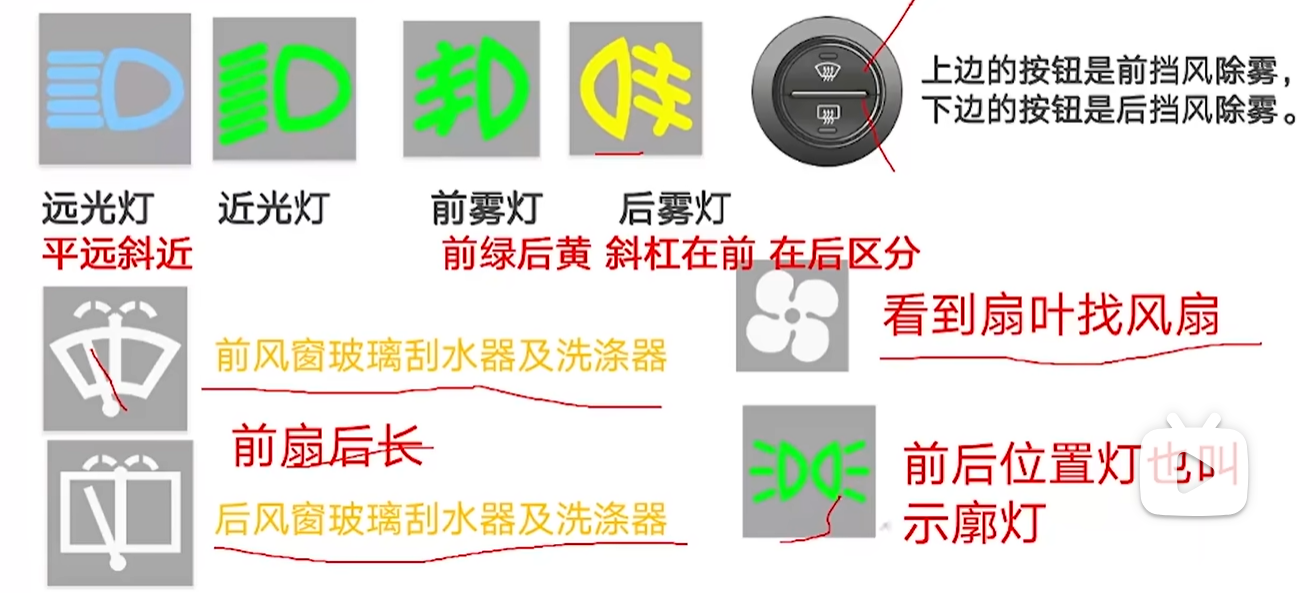 上边的按钮是前挡风除雾，
下边的按钮是后挡风除雾。
远光灯
近光灯
前雾灯
后雾灯
平远斜近
前绿后黄 斜杠在前 在后区分
前风窗玻璃刮水器及洗涤器
看到扇叶找风扇
前扇后长
后风窗玻璃刮水器及洗涤器
前后位置灯也叫
示廓灯